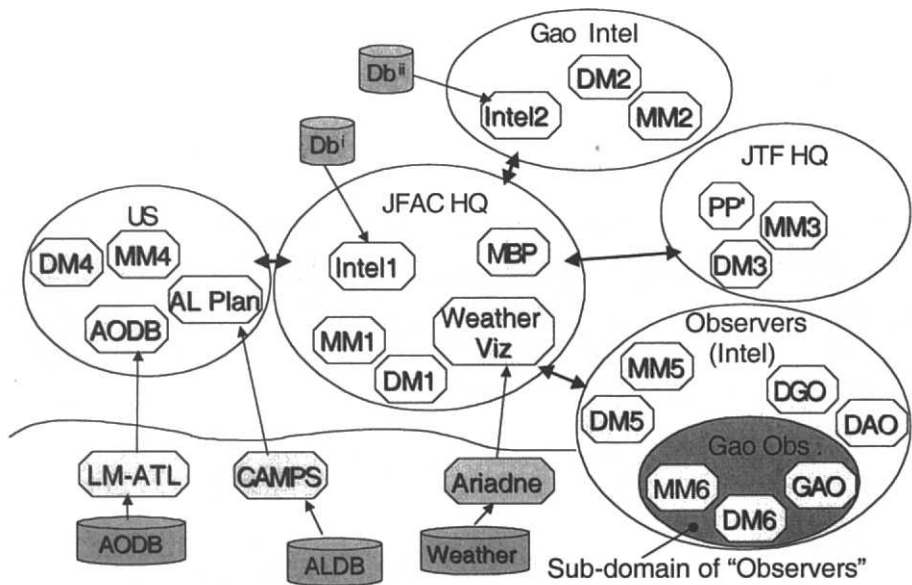 Gao Intel
Db ii
DM2
Intel2
MM2
Db i
JTF HQ
US
JFAC HQ
PP'
MM3
DM4
MM4
MBP
DM3
Intel1
AL Plan
AODB
Weather
Viz
Observers
(Intel)
MM1
MM5
DM1
DGO
DM5
DAO
Gao Obs
LM-ATL
CAMPS
Ariadne
MM6
GAO
DM6
AODB
ALDB
Weather
Sub-domain of "Observers"